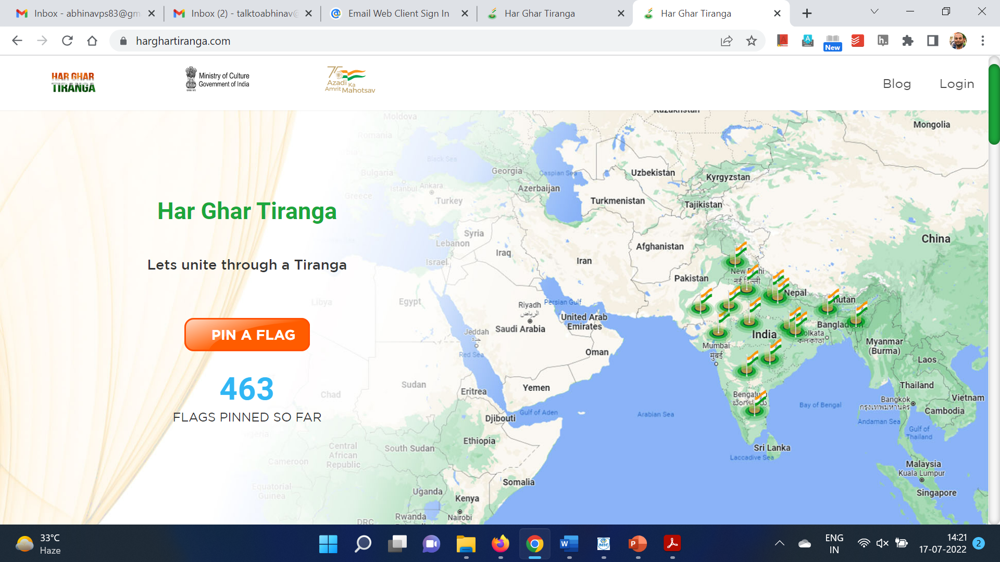 Inbox - abhinavps83@gm
Inbox (2) - talktoabhinav@
Email Web Client Sign In
Har Ghar Tiranga
Har Ghar Tiranga
harghartiranga.com
New
HAR GHAR
TIRANGA
Ministry of Culture
Government of India
75
Azadi Ka
Amrit Mahotsav
Blog
Login
Har Ghar Tiranga
Lets unite through a Tiranga
PIN A FLAG
463
FLAGS PINNED SO FAR
Kazakhstan
Mongolia
Moldova
Romania
Black Sea
Bulgaria
Georgia
Caspian Sea
Uzbekistan
Kyrgyzstan
Istanbul
Ankara
Azerbaijan
Greece
Turkey
Turkmenistan
Tajikistan
Syria
Lebanon
China
Iraq
Afghanistan
Israel
Iran
New Delhi
नई दिल्ली
Pakistan
Nepal
Libya
Egypt
Riyadh
الرياض
Persian Gulf
Bhutan
United Arab
Emirates
Jeddah
جدة
Saudi Arabia
Bangladesh
India
Kolkata
কলকাতা
Mumbai
मुंबई
Myanmar
(Burma)
Red Sea
Oman
Laos
Sudan
Chad
Eritrea
Yemen
Thailand
Bengaluru
Bangkok
กรุงเทพมหานคร
Vietnam
Bay of Bengal
Cambodia
Djibouti
Gulf of Aden
Arabian Sea
Andaman Sea
Gulf of
Thailand
Nigeria
Ethiopia
Central
African
Republic
South Sudan
Sri Lanka
Laccadive Sea
Cameroon
Malaysia
Kuala Lumpur
Somalia
Equatorial
Guinea
Uganda
Kenya
Singapore
Rwanda
Nairobi
DRC
33°C
Haze
ENG
IN
14:21
17-07-2022
2